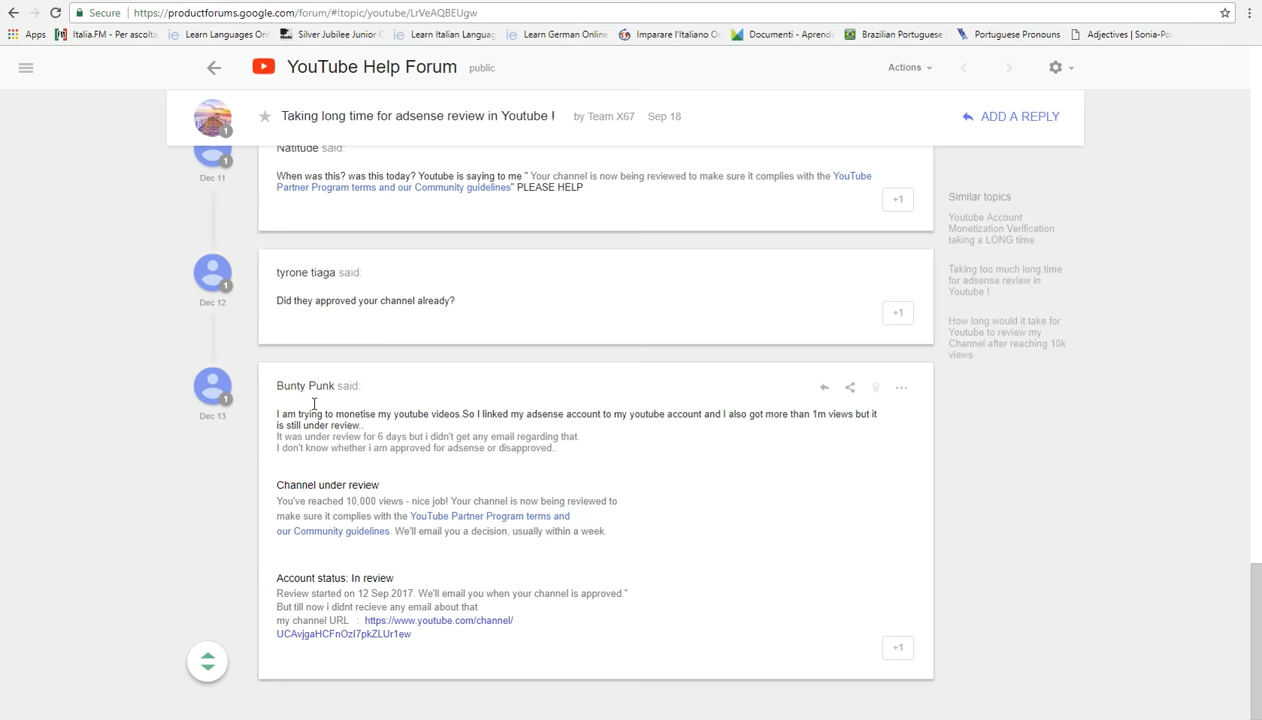 Secure
https://productforums.google.com/forum/#!topic/youtube/LrVeAQBEUgw
Apps
Italia.FM - Per ascolta
Learn Languages Onl
Silver Jubilee Junior C
Learn Italian Languag
Learn German Online
Imparare l'Italiano O
Documenti - Aprende
Brazilian Portuguese
Portuguese Pronouns
Adjectives | Sonia-Po
YouTube Help Forum public
Actions
Taking long time for adsense review in Youtube ! by Team X67 Sep 18
ADD A REPLY
1
Natitude said:
1
Dec 11
When was this? was this today? Youtube is saying to me " Your channel is now being reviewed to make sure it complies with the YouTube
Partner Program terms and our Community guidelines" PLEASE HELP
+1
tyrone tiaga said:
1
Dec 12
Did they approved your channel already?
+1
Bunty Punk said:
1
Dec 13
I am trying to monetise my youtube videos.So I linked my adsense account to my youtube account and I also got more than 1m views but it
is still under review..
It was under review for 6 days but i didn't get any email regarding that.
I don't know whether i am approved for adsense or disapproved..
Channel under review
You've reached 10,000 views - nice job! Your channel is now being reviewed to
make sure it complies with the YouTube Partner Program terms and
our Community guidelines. We'll email you a decision, usually within a week.
Account status: In review
Review started on 12 Sep 2017. We'll email you when your channel is approved."
But till now i didnt recieve any email about that
my channel URL : https://www.youtube.com/channel/
UCAvjgaHCFnOzI7pkZLUr1ew
+1
Similar topics
Youtube Account
Monetization Verification
taking a LONG time
Taking too much long time
for adsense review in
Youtube !
How long would it take for
Youtube to review my
Channel after reaching 10k
views